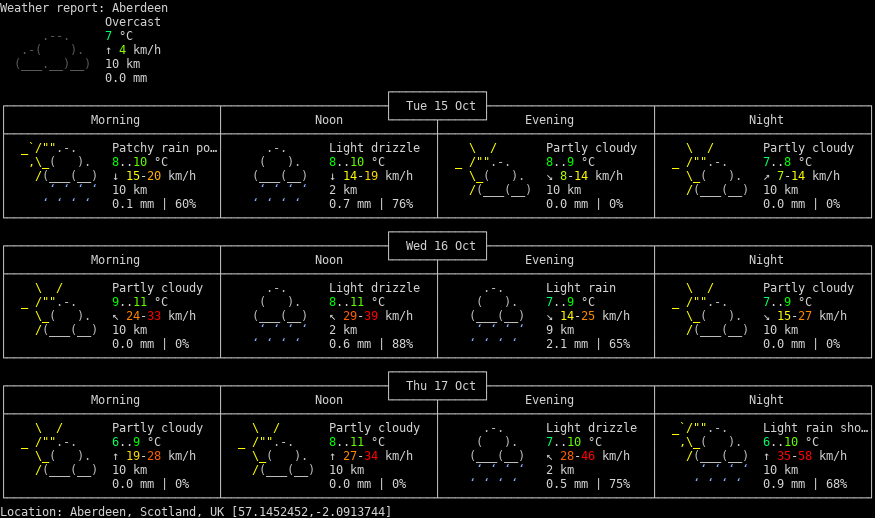 Weather report: Aberdeen
Overcast
7 °C
↑ 4 km/h
10 km
0.0 mm
Tue 15 Oct
Morning Noon Evening Night
Patchy rain po… Light drizzle Partly cloudy Partly cloudy
8..10 °C 8..10 °C 8..9 °C 7..8 °C
↓ 15-20 km/h ↓ 14-19 km/h ↘ 8-14 km/h ↗ 7-14 km/h
10 km 2 km 10 km 10 km
0.1 mm | 60% 0.7 mm | 76% 0.0 mm | 0% 0.0 mm | 0%
Wed 16 Oct
Morning Noon Evening Night
Partly cloudy Light drizzle Light rain Partly cloudy
9..11 °C 8..11 °C 7..9 °C 7..9 °C
↖ 24-33 km/h ↖ 29-39 km/h ↘ 14-25 km/h ↘ 15-27 km/h
10 km 2 km 9 km 10 km
0.0 mm | 0% 0.6 mm | 88% 2.1 mm | 65% 0.0 mm | 0%
Thu 17 Oct
Morning Noon Evening Night
Partly cloudy Partly cloudy Light drizzle Light rain sho…
6..9 °C 8..11 °C 7..10 °C 6..10 °C
↑ 19-28 km/h ↑ 27-34 km/h ↖ 28-46 km/h ↑ 35-58 km/h
10 km 10 km 2 km 10 km
0.0 mm | 0% 0.0 mm | 0% 0.5 mm | 75% 0.9 mm | 68%
Location: Aberdeen, Scotland, UK [57.1452452,-2.0913744]